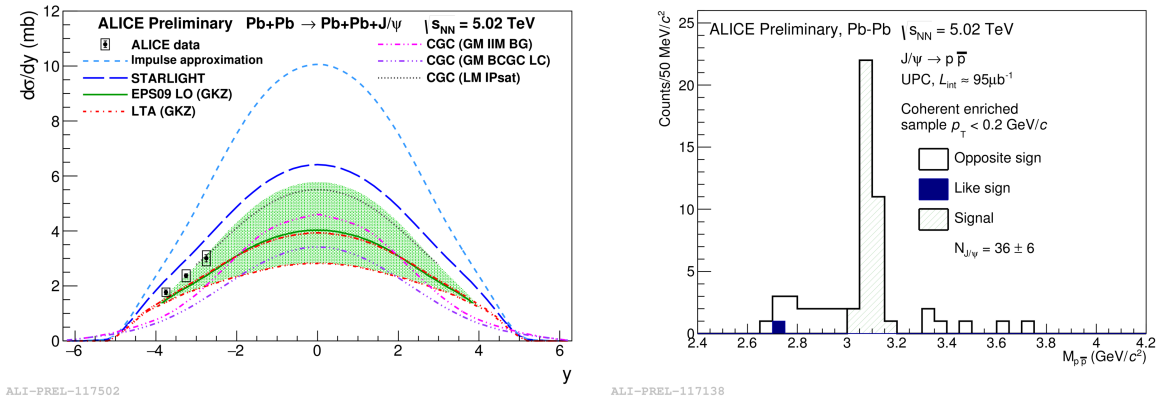 ALICE Preliminary Pb+Pb → Pb+Pb+J/ψ √sNN = 5.02 TeV
ALICE data
Impulse approximation
STARLIGHT
EPS09 LO (GKZ)
LTA (GKZ)
CGC (GM IIM BG)
CGC (GM BCGC LC)
CGC (LM IPsat)
dσ/dy (mb)
12
10
8
6
4
2
0
−6 −4 −2 0 2 4 6
y
ALI-PREL-117502
ALICE Preliminary, Pb-Pb √sNN = 5.02 TeV
J/ψ → p p̅
UPC, Lint ≈ 95μb-1
Coherent enriched
sample pT < 0.2 GeV/c
Opposite sign
Like sign
Signal
NJ/ψ = 36 ± 6
Counts/50 MeV/c2
25
20
15
10
5
0
2.4 2.6 2.8 3 3.2 3.4 3.6 3.8 4 4.2
Mpp̅ (GeV/c2)
ALI-PREL-117138